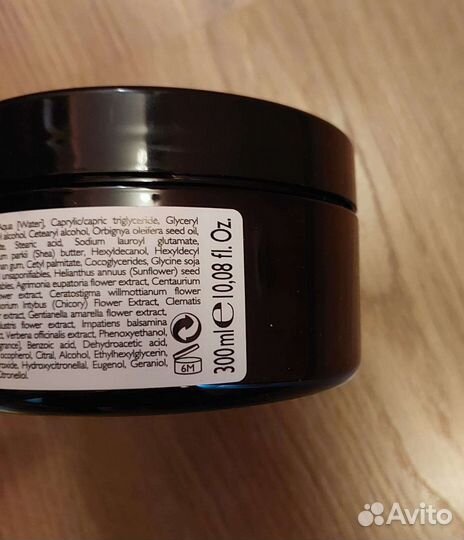 Aqua [Water], Caprylic/capric triglyceride, Glyceryl
alcohol, Cetearyl alcohol, Orbignya oleifera seed oil,
Stearic acid, Sodium lauroyl glutamate,
parkii (Shea) butter, Hexyldecanol, Hexyldecyl
gum, Cetyl palmitate, Cocoglycerides, Glycine soja
unsaponifiables, Helianthus annuus (Sunflower) seed
Agrimonia eupatoria flower extract, Centaurium
flower extract, Ceratostigma willmottianum flower
Intybus (Chicory) Flower Extract, Clematis
flower extract, Gentianella amarella flower extract,
flower extract, Impatiens balsamina
Verbena officinalis extract, Phenoxyethanol,
Benzoic acid, Dehydroacetic acid,
Tocopherol, Citral, Alcohol, Ethylhexylglycerin,
Hydroxycitronellal, Eugenol, Geraniol,
Citronellol
6M
300ml e 10,08 fl. Oz.
Avito